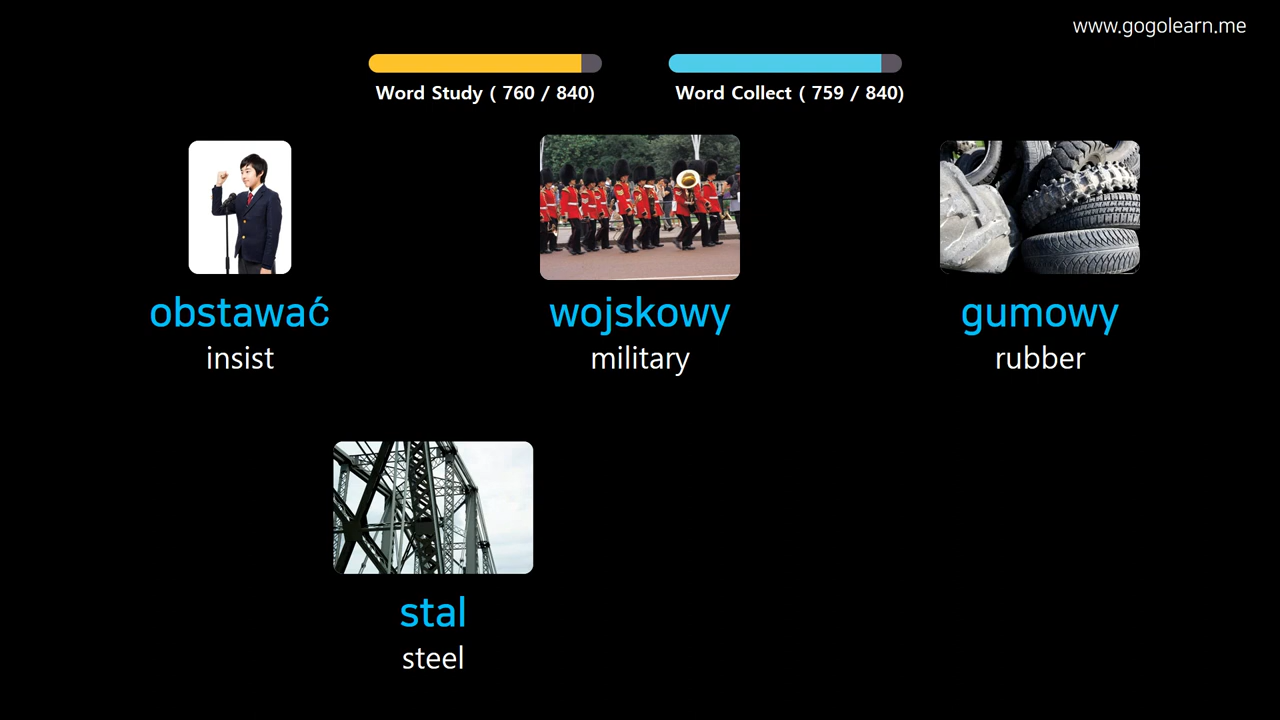 www.gogolearn.me
Word Study ( 760 / 840)
Word Collect ( 759 / 840)
obstawać
insist
wojskowy
military
gumowy
rubber
stal
steel